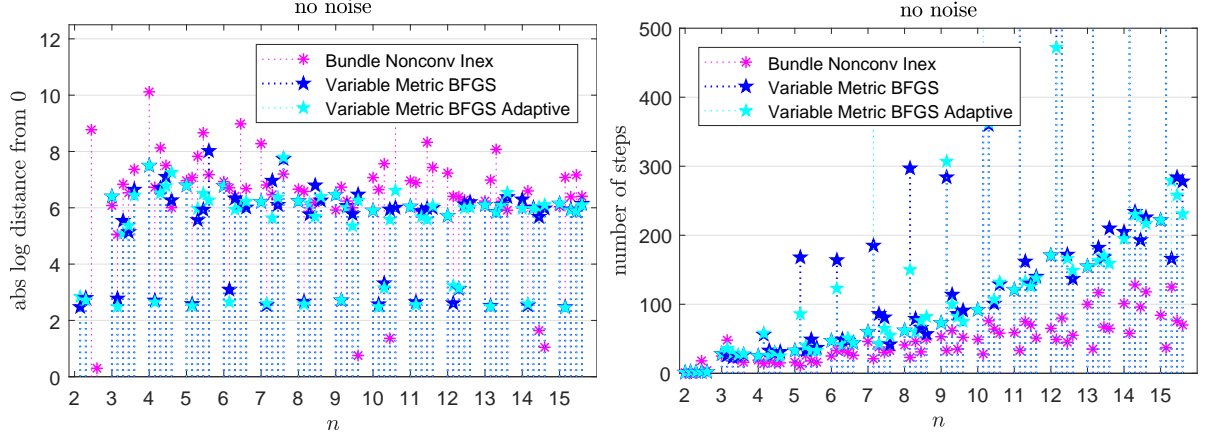 no noise
abs log distance from 0
12
10
8
6
4
2
0
Bundle Nonconv Inex
Variable Metric BFGS
Variable Metric BFGS Adaptive
2 3 4 5 6 7 8 9 10 11 12 13 14 15
n
no noise
number of steps
500
400
300
200
100
0
Bundle Nonconv Inex
Variable Metric BFGS
Variable Metric BFGS Adaptive
2 3 4 5 6 7 8 9 10 11 12 13 14 15
n